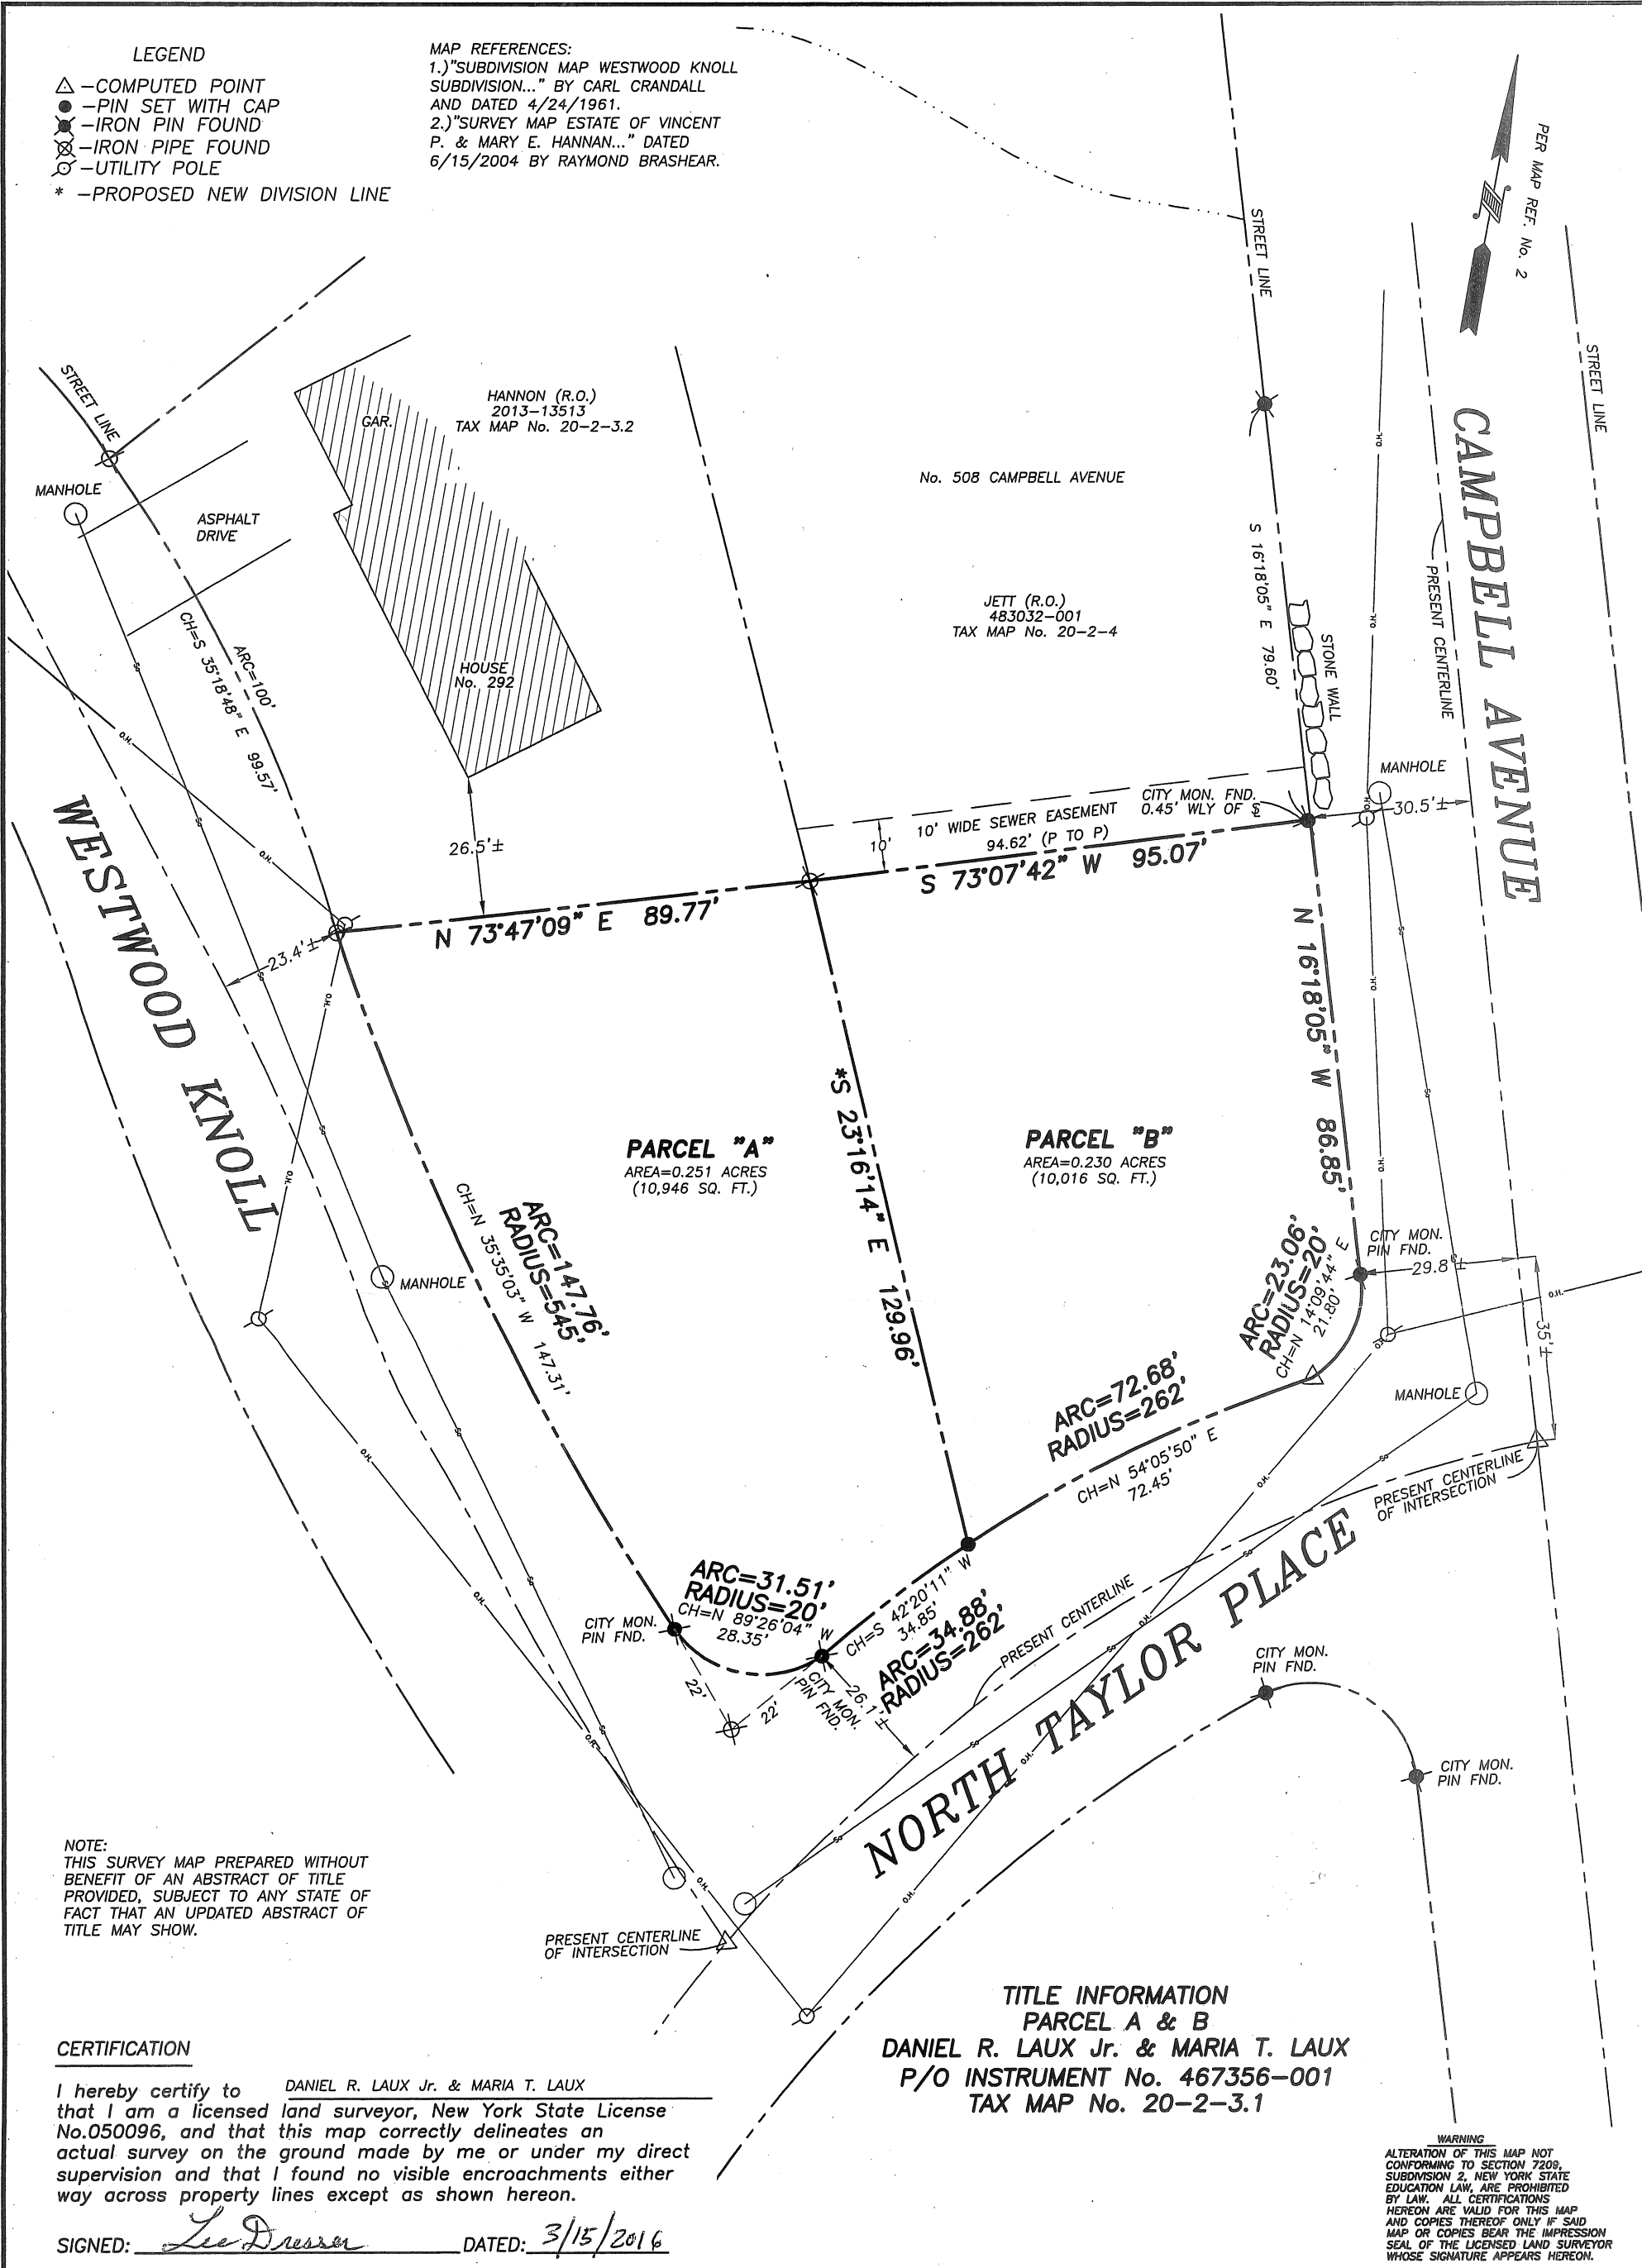 LEGEND
△ –COMPUTED POINT
● –PIN SET WITH CAP
–IRON PIN FOUND
–IRON PIPE FOUND
–UTILITY POLE
* –PROPOSED NEW DIVISION LINE
MAP REFERENCES:
1.)"SUBDIVISION MAP WESTWOOD KNOLL
SUBDIVISION..." BY CARL CRANDALL
AND DATED 4/24/1961.
2.)"SURVEY MAP ESTATE OF VINCENT
P. & MARY E. HANNAN..." DATED
6/15/2004 BY RAYMOND BRASHEAR.
PER MAP REF. No. 2
STREET LINE
STREET LINE
STREET LINE
GAR.
HANNON (R.O.)
2013–13513
TAX MAP No. 20–2–3.2
No. 508 CAMPBELL AVENUE
MANHOLE
ASPHALT
DRIVE
S 16°18'05" E 79.60'
CAMPBELL AVENUE
PRESENT CENTERLINE
JETT (R.O.)
483032–001
TAX MAP No. 20–2–4
STONE WALL
ARC=100'
CH=S 35°18'48" E 99.57'
HOUSE
No. 292
MANHOLE
30.5'±
CITY MON. FND.
0.45' WLY OF ℄
10' WIDE SEWER EASEMENT
94.62' (P TO P)
10'
S 73°07'42" W 95.07'
26.5'±
N 73°47'09" E 89.77'
23.4'±
WESTWOOD KNOLL
N 16°18'05" W 86.85'
*S 23°16'14" E 129.96'
PARCEL "A"
AREA=0.251 ACRES
(10,946 SQ. FT.)
PARCEL "B"
AREA=0.230 ACRES
(10,016 SQ. FT.)
ARC=147.76'
RADIUS=545'
CH=N 35°35'03" W 147.31'
MANHOLE
ARC=23.06'
RADIUS=20'
CH=N 14°09'44" E
21.80'
CITY MON.
PIN FND.
29.8'±
35'±
MANHOLE
ARC=72.68'
RADIUS=262'
CH=N 54°05'50" E
72.45'
PRESENT CENTERLINE
OF INTERSECTION
ARC=31.51'
RADIUS=20'
CH=N 89°26'04" W
28.35'
CITY MON.
PIN FND.
CH=S 42°20'11" W
34.85'
ARC=34.88'
RADIUS=262'
22'
22'
CITY MON.
PIN FND.
26.1'±
PRESENT CENTERLINE
NORTH TAYLOR PLACE
CITY MON.
PIN FND.
CITY MON.
PIN FND.
NOTE:
THIS SURVEY MAP PREPARED WITHOUT
BENEFIT OF AN ABSTRACT OF TITLE
PROVIDED, SUBJECT TO ANY STATE OF
FACT THAT AN UPDATED ABSTRACT OF
TITLE MAY SHOW.
PRESENT CENTERLINE
OF INTERSECTION
TITLE INFORMATION
PARCEL A & B
DANIEL R. LAUX Jr. & MARIA T. LAUX
P/O INSTRUMENT No. 467356–001
TAX MAP No. 20–2–3.1
CERTIFICATION
I hereby certify to DANIEL R. LAUX Jr. & MARIA T. LAUX
that I am a licensed land surveyor, New York State License
No.050096, and that this map correctly delineates an
actual survey on the ground made by me or under my direct
supervision and that I found no visible encroachments either
way across property lines except as shown hereon.
SIGNED: Lee Dresser DATED: 3/15/2016
WARNING
ALTERATION OF THIS MAP NOT
CONFORMING TO SECTION 7209,
SUBDIVISION 2, NEW YORK STATE
EDUCATION LAW, ARE PROHIBITED
BY LAW. ALL CERTIFICATIONS
HEREON ARE VALID FOR THIS MAP
AND COPIES THEREOF ONLY IF SAID
MAP OR COPIES BEAR THE IMPRESSION
SEAL OF THE LICENSED LAND SURVEYOR
WHOSE SIGNATURE APPEARS HEREON.